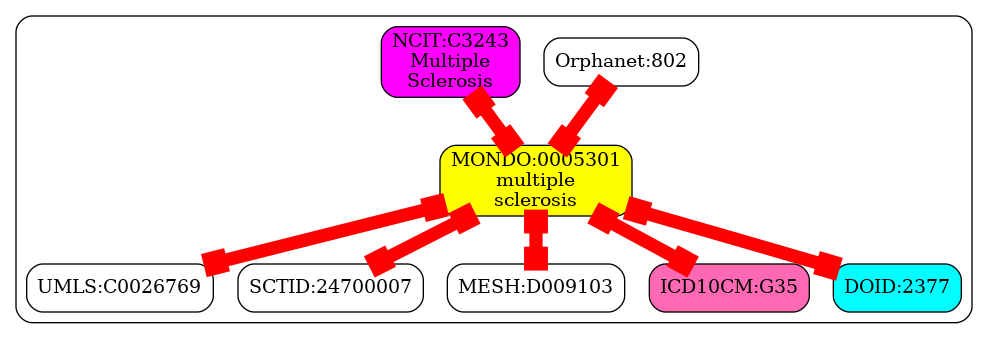 NCIT:C3243
Multiple
Sclerosis
Orphanet:802
MONDO:0005301
multiple
sclerosis
UMLS:C0026769
SCTID:24700007
MESH:D009103
ICD10CM:G35
DOID:2377